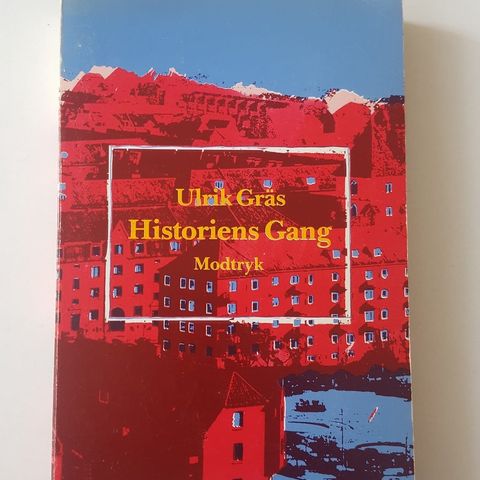 Ulrik Gräs
Historiens Gang
Modtryk